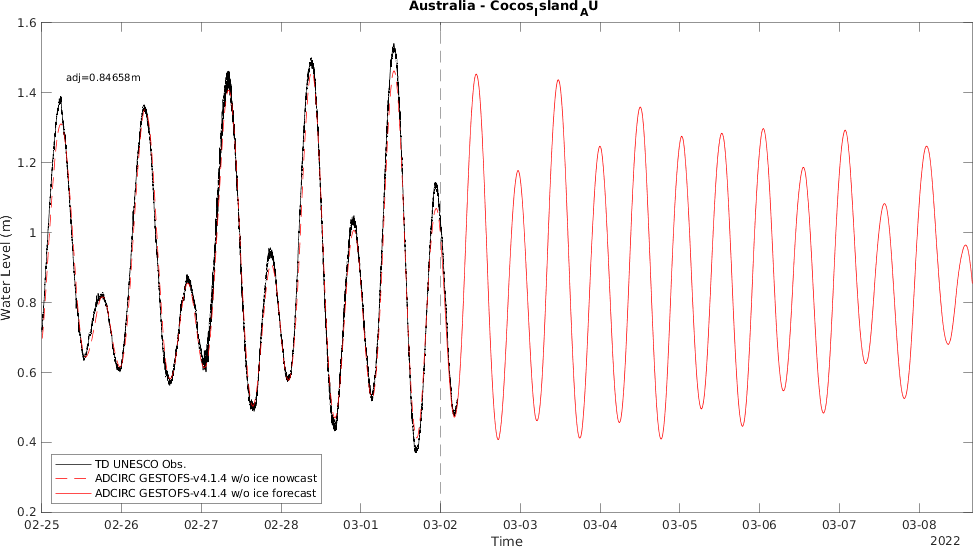 Australia - Cocos_Island_AU
1.6
adj=0.84658m
1.4
1.2
1
0.8
0.6
0.4
0.2
Water Level (m)
TD UNESCO Obs.
ADCIRC GESTOFS-v4.1.4 w/o ice nowcast
ADCIRC GESTOFS-v4.1.4 w/o ice forecast
02-25 02-26 02-27 02-28 03-01 03-02 03-03 03-04 03-05 03-06 03-07 03-08
Time
2022